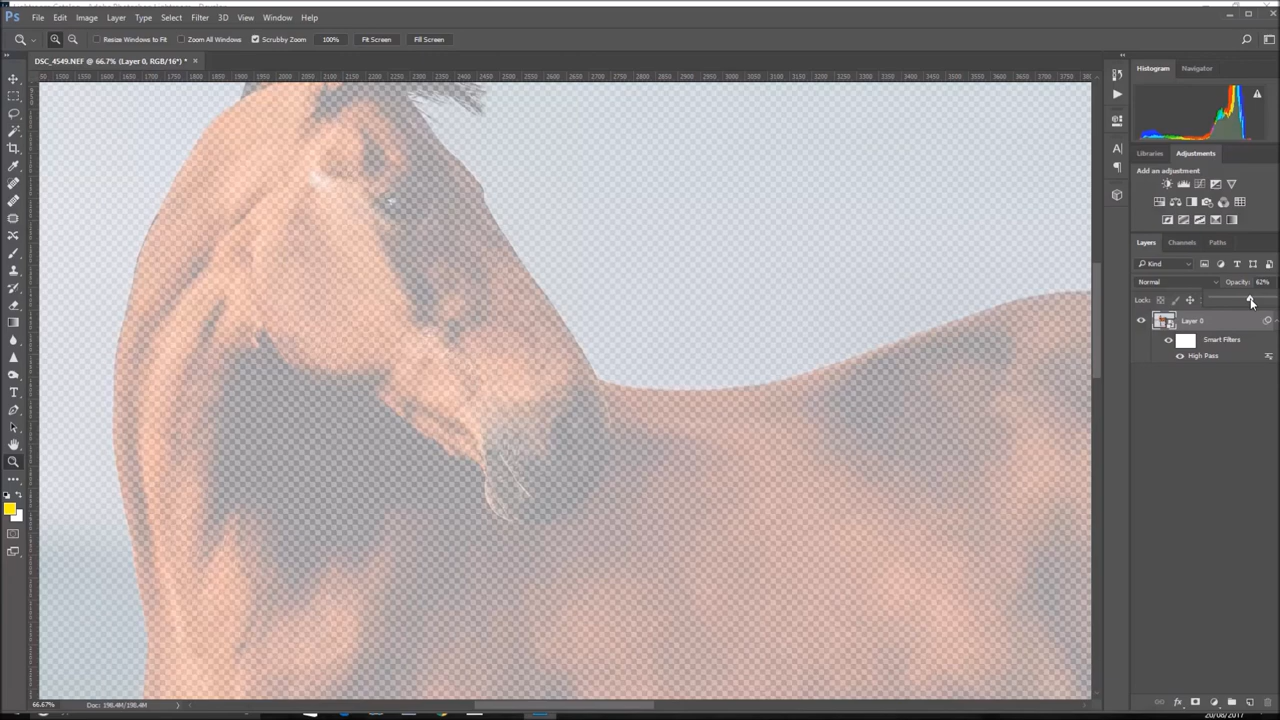 Ps File Edit Image Layer Type Select Filter 3D View Window Help
Resize Windows to Fit Zoom All Windows Scrubby Zoom 100% Fit Screen Fill Screen
DSC_4549.NEF @ 66.7% (Layer 0, RGB/16*) * ×
Histogram Navigator
Libraries Adjustments
Add an adjustment
Layers Channels Paths
Kind
Normal Opacity: 62%
Lock:
Layer 0
Smart Filters
High Pass
66.67% Doc: 198.4M/198.4M
20/08/2017